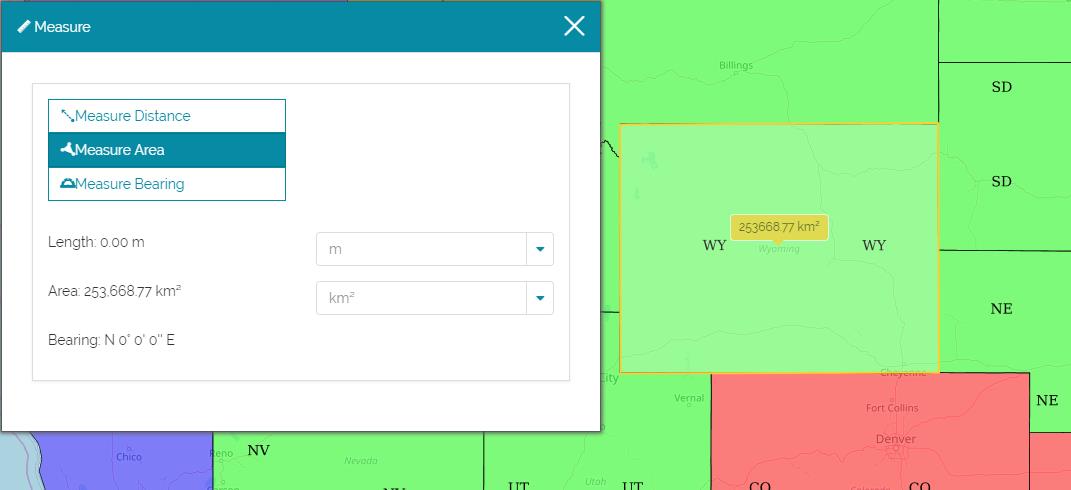 Measure
Measure Distance
Measure Area
Measure Bearing
Length: 0.00 m
m
Area: 253,668.77 km²
km²
Bearing: N 0° 0' 0'' E
Billings
SD
SD
253668.77 km²
WY
WY
Wyoming
NE
City
Cheyenne
Vernal
NE
Fort Collins
Denver
Chico
Reno
NV
Nevada
Utah
UT
UT
CO
Colorado
CO